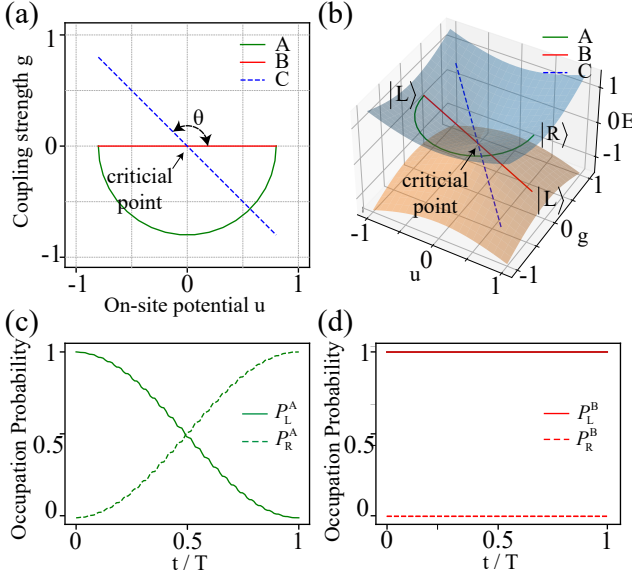 (a)
1
0
-1
Coupling strength g
A
B
C
θ
criticial
point
-1
0
1
On-site potential u
(b)
A
B
C
|L⟩
|R⟩
|L⟩
criticial
point
1
0
-1
E
-1
0
1
u
-1
0
1
g
(c)
1
0.5
0
Occupation Probability
P_L^A
P_R^A
0
0.5
1
t / T
(d)
1
0.5
0
Occupation Probability
P_L^B
P_R^B
0
0.5
1
t / T